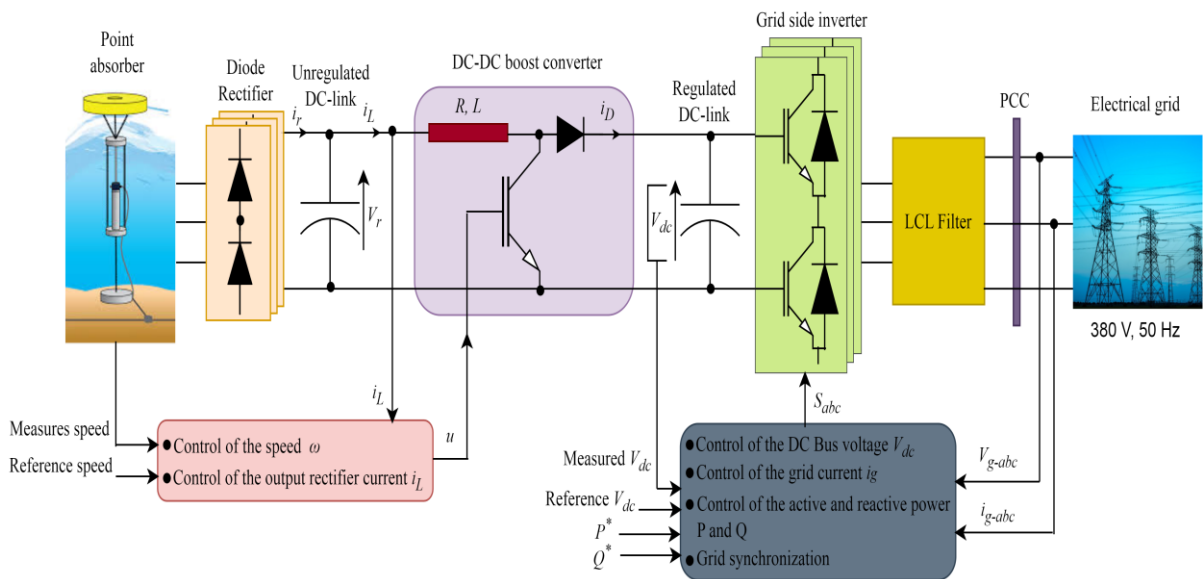 Point
absorber
Diode
Rectifier
Unregulated
DC-link
DC-DC boost converter
Regulated
DC-link
Grid side inverter
PCC
Electrical grid
i_r
i_L
R, L
i_D
V_r
V_dc
LCL Filter
380 V, 50 Hz
i_L
u
S_abc
Measures speed
Reference speed
● Control of the speed ω
● Control of the output rectifier current i_L
Measured V_dc
Reference V_dc
P*
Q*
● Control of the DC Bus voltage V_dc
● Control of the grid current ig
● Control of the active and reactive power
P and Q
● Grid synchronization
V_g-abc
i_g-abc